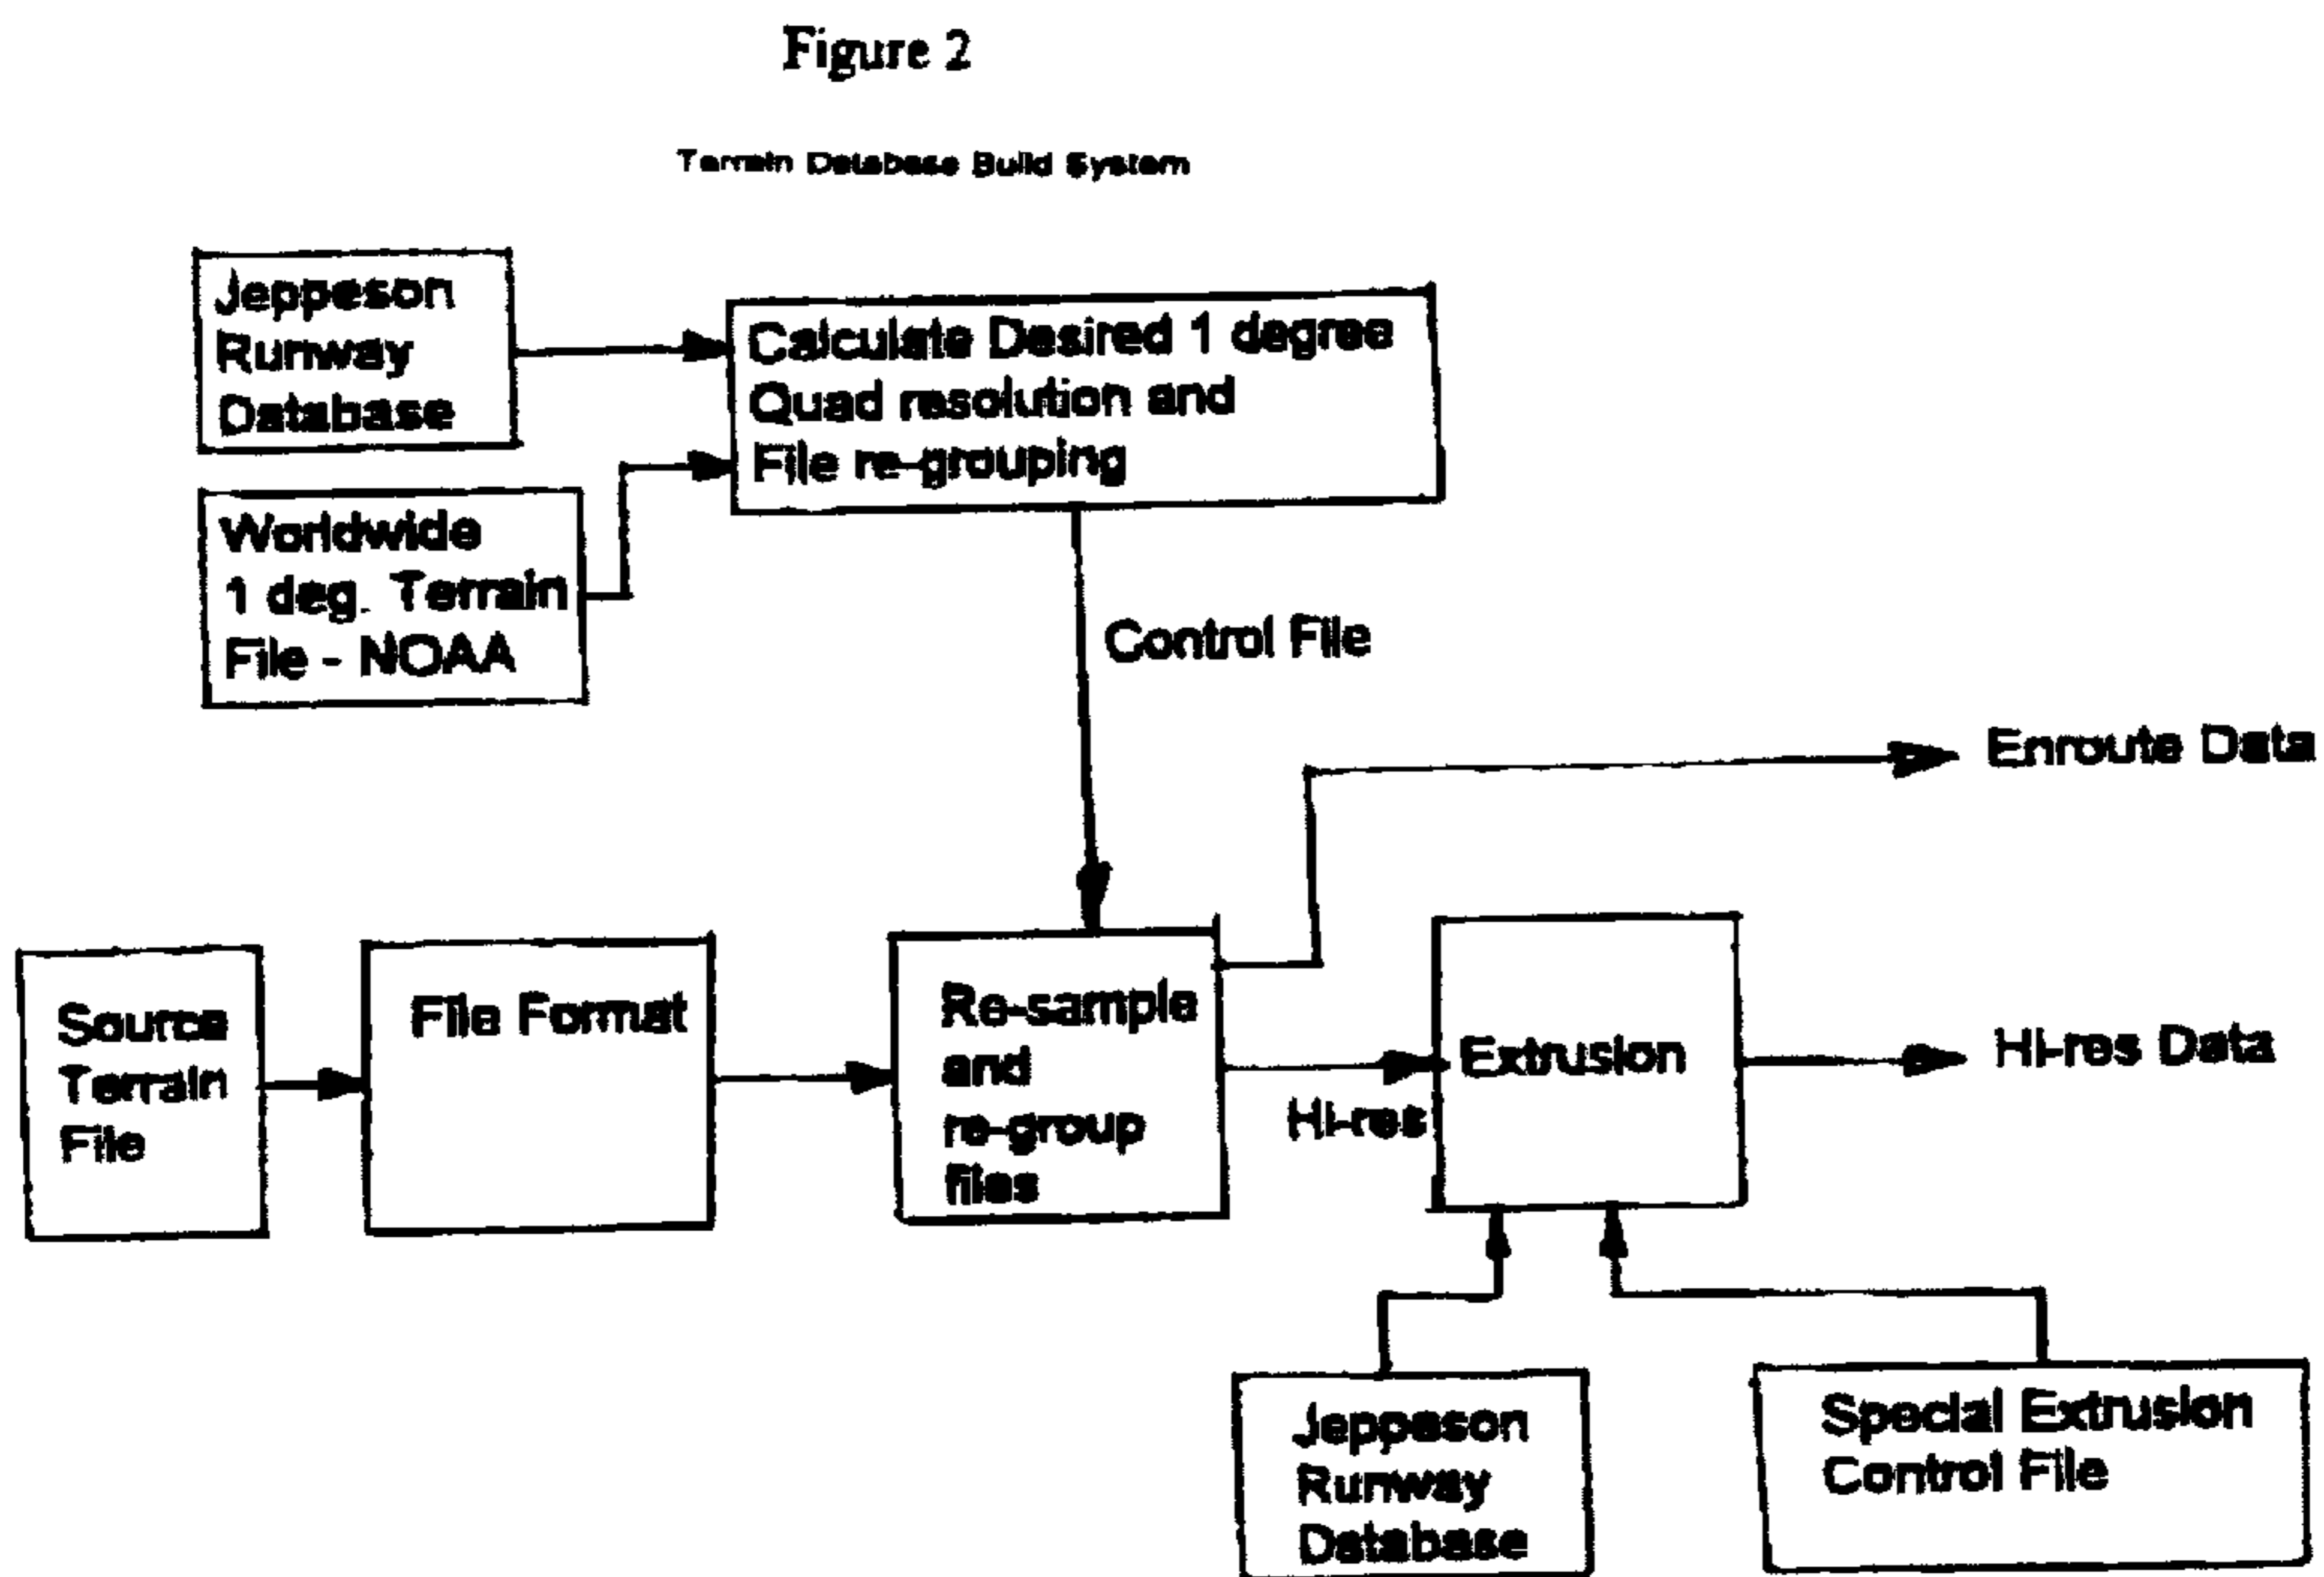 Figure 2
Terrain Database Build System
Jeppeson
Runway
Database
Calculate Desired 1 degree
Quad resolution and
File re-grouping
Worldwide
1 deg. Terrain
File - NOAA
Control File
Enroute Data
Source
Terrain
File
File Format
Re-sample
and
re-group
files
Hi-res
Extrusion
Hi-res Data
Jeppeson
Runway
Database
Special Extrusion
Control File